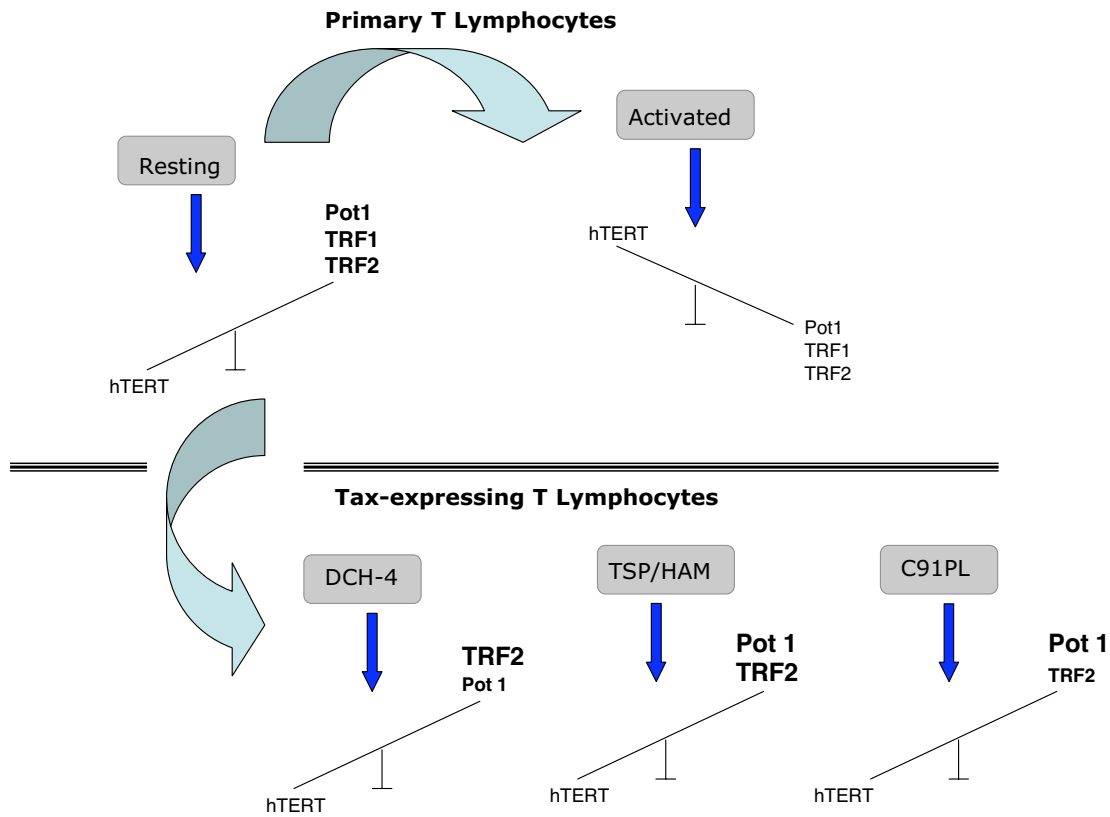 Primary T Lymphocytes
Resting
Activated
Pot1
TRF1
TRF2
hTERT
hTERT
Pot1
TRF1
TRF2
Tax-expressing T Lymphocytes
DCH-4
TSP/HAM
C91PL
TRF2
Pot 1
hTERT
Pot 1
TRF2
hTERT
Pot 1
TRF2
hTERT